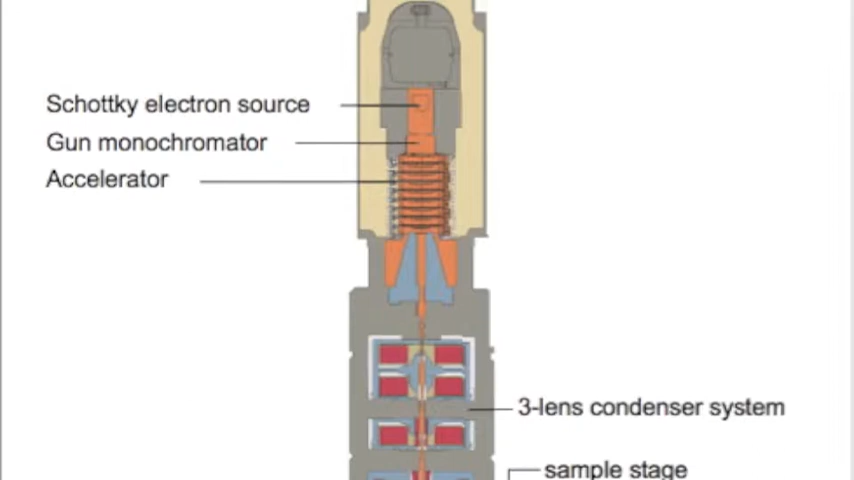 Schottky electron source
Gun monochromator
Accelerator
3-lens condenser system
sample stage